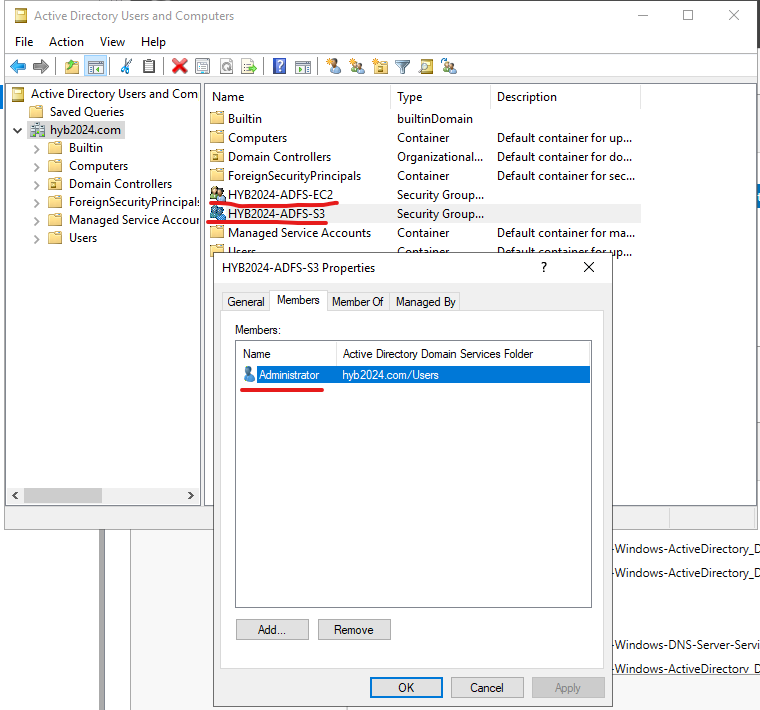 Active Directory Users and Computers
File Action View Help
Active Directory Users and Com
Saved Queries
hyb2024.com
Builtin
Computers
Domain Controllers
ForeignSecurityPrincipals
Managed Service Accour
Users
Name Type Description
Builtin builtinDomain
Computers Container Default container for up...
Domain Controllers Organizational... Default container for do...
ForeignSecurityPrincipals Container Default container for sec...
HYB2024-ADFS-EC2 Security Group...
HYB2024-ADFS-S3 Security Group...
Managed Service Accounts Container Default container for ma...
Users Container Default container for up...
HYB2024-ADFS-S3 Properties ? 
General Members Member Of Managed By
Members:
Name Active Directory Domain Services Folder
Administrator hyb2024.com/Users
Add... Remove
OK Cancel Apply
-Windows-ActiveDirectory_D
-Windows-ActiveDirectory_D
-Windows-DNS-Server-Servi
-Windows-ActiveDirectory_D